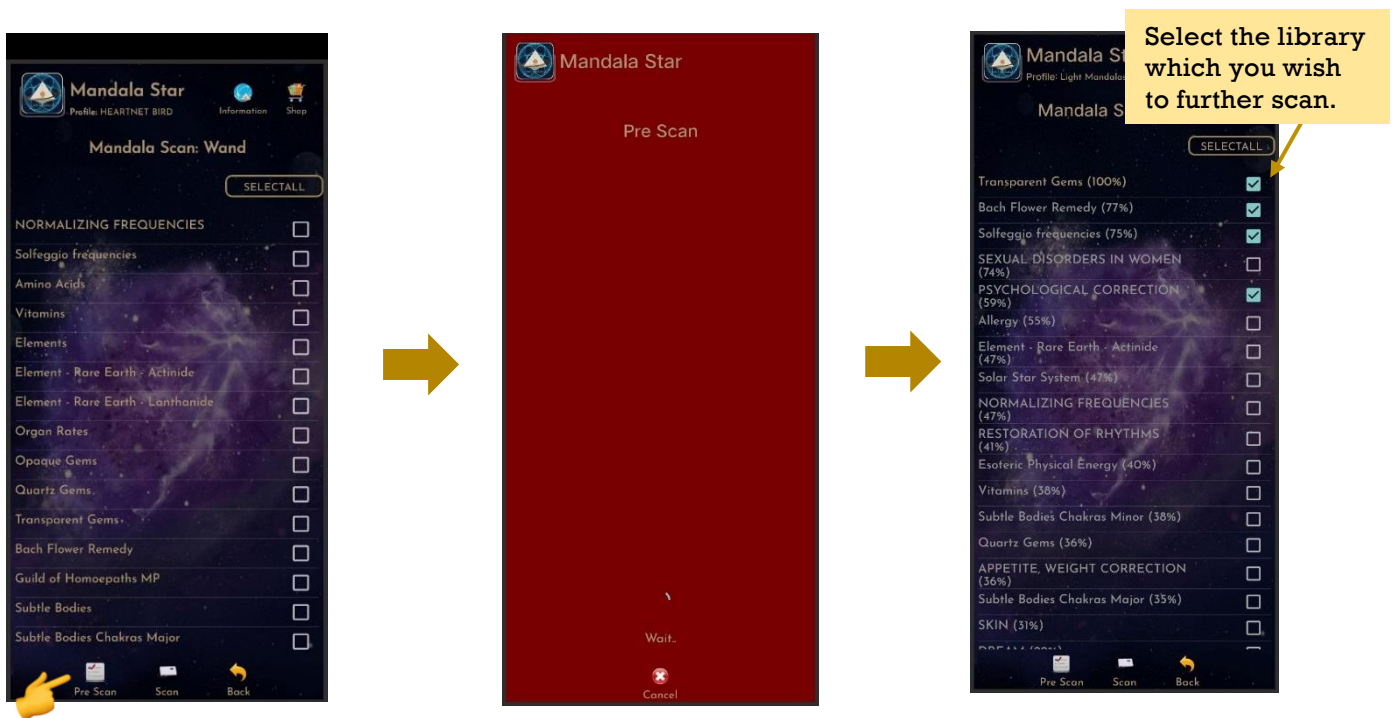 Mandala Star
Profile: HEARTNET BIRD
Information
Shop
Mandala Scan: Wand
SELECTALL
NORMALIZING FREQUENCIES
Solfeggio frequencies
Amino Acids
Vitamins
Elements
Element - Rare Earth - Actinide
Element - Rare Earth - Lanthanide
Organ Rates
Opaque Gems
Quartz Gems
Transparent Gems
Bach Flower Remedy
Guild of Homoepaths MP
Subtle Bodies
Subtle Bodies Chakras Major
Pre Scan
Scan
Back
Mandala Star
Pre Scan
Wait..
Cancel
Select the library
which you wish
to further scan.
Mandala St
Profile: Light Mandalas
Mandala S
SELECTALL
Transparent Gems (100%)
Bach Flower Remedy (77%)
Solfeggio frequencies (75%)
SEXUAL DISORDERS IN WOMEN
(74%)
PSYCHOLOGICAL CORRECTION
(59%)
Allergy (55%)
Element - Rare Earth - Actinide
(47%)
Solar Star System (47%)
NORMALIZING FREQUENCIES
(47%)
RESTORATION OF RHYTHMS
(41%)
Esoteric Physical Energy (40%)
Vitamins (38%)
Subtle Bodies Chakras Minor (38%)
Quartz Gems (36%)
APPETITE, WEIGHT CORRECTION
(36%)
Subtle Bodies Chakras Major (35%)
SKIN (31%)
Pre Scan
Scan
Back